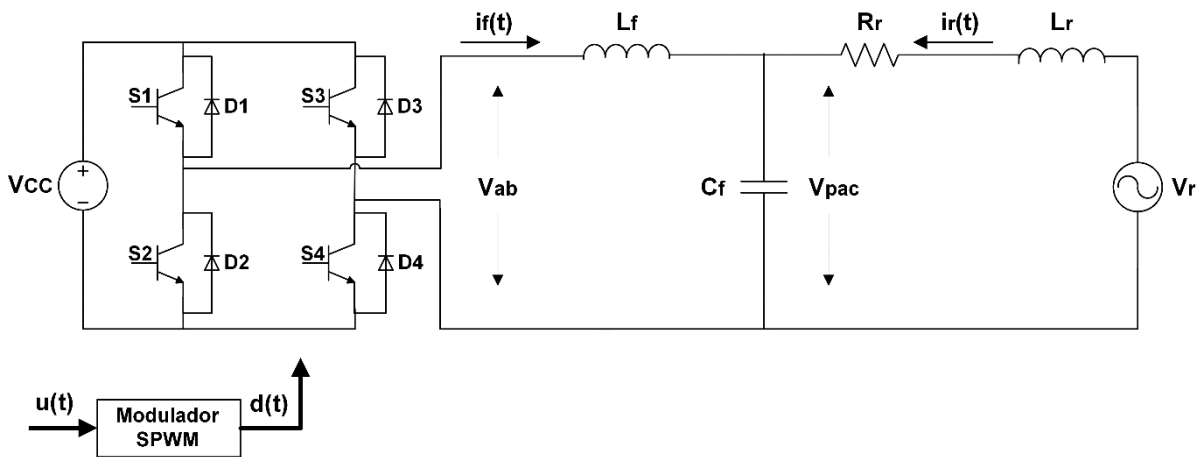 if(t) Lf Rr ir(t) Lr
S1 D1 S3 D3
VCC + − Vab Cf Vpac Vr
S2 D2 S4 D4
u(t) Modulador d(t)
SPWM